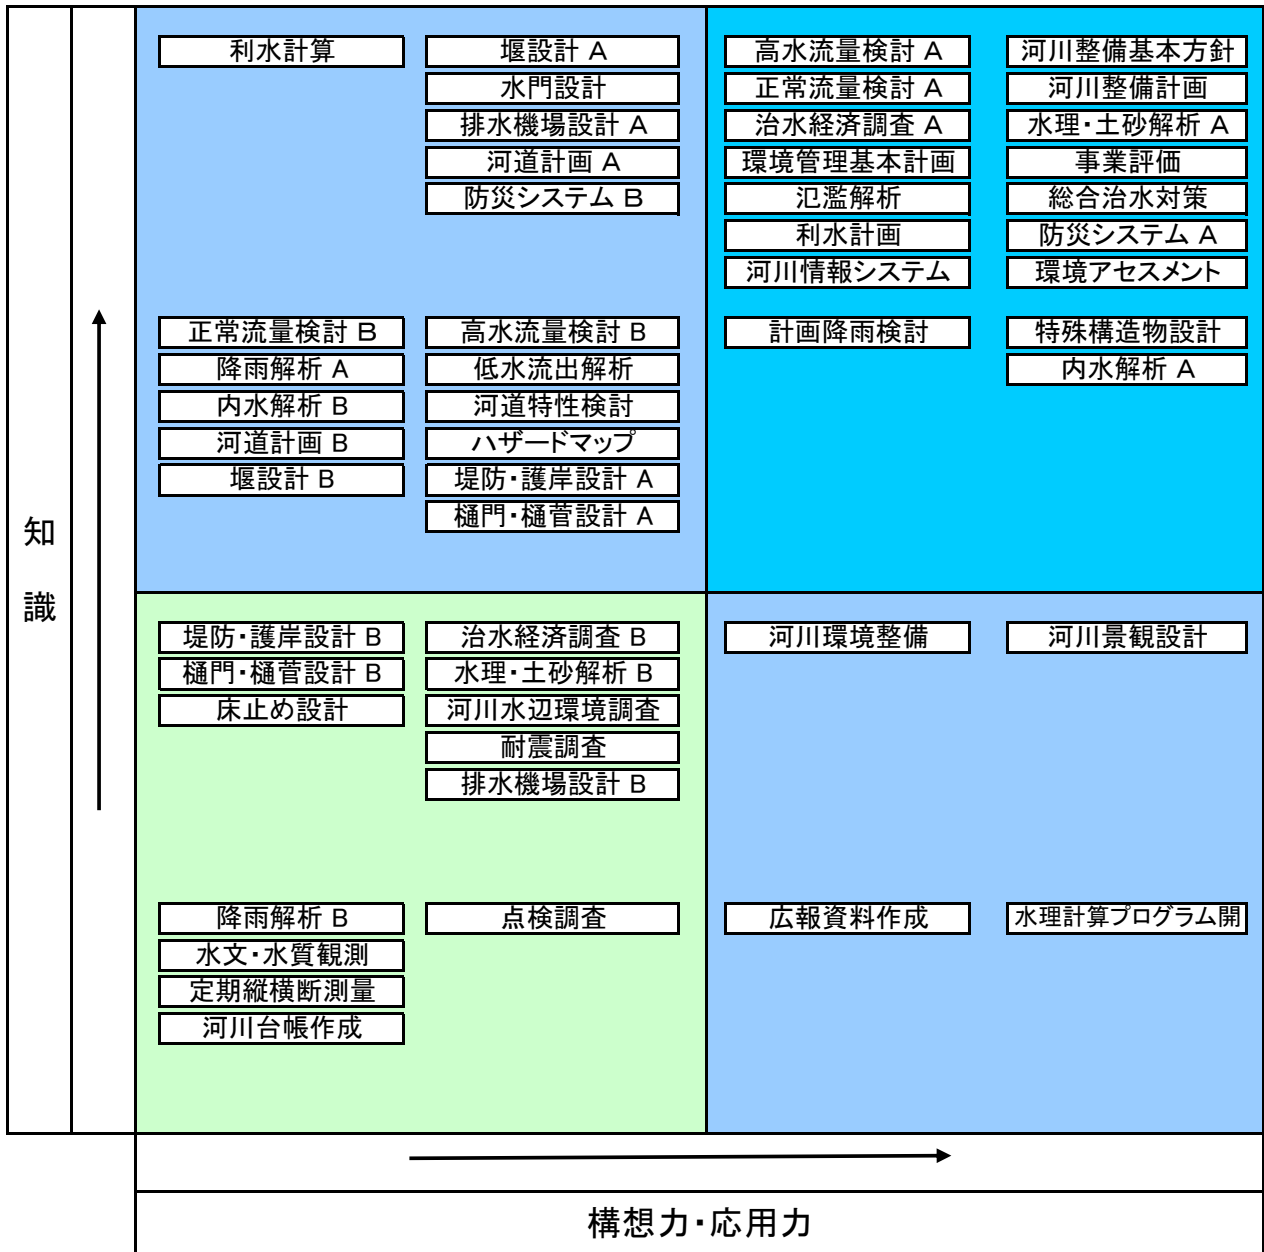 利水計算
堰設計 A
水門設計
排水機場設計 A
河道計画 A
防災システム B
高水流量検討 A
正常流量検討 A
治水経済調査 A
環境管理基本計画
氾濫解析
利水計画
河川情報システム
河川整備基本方針
河川整備計画
水理・土砂解析 A
事業評価
総合治水対策
防災システム A
環境アセスメント
正常流量検討 B
降雨解析 A
内水解析 B
河道計画 B
堰設計 B
高水流量検討 B
低水流出解析
河道特性検討
ハザードマップ
堤防・護岸設計 A
樋門・樋菅設計 A
計画降雨検討
特殊構造物設計
内水解析 A
知
識
堤防・護岸設計 B
樋門・樋菅設計 B
床止め設計
治水経済調査 B
水理・土砂解析 B
河川水辺環境調査
耐震調査
排水機場設計 B
河川環境整備
河川景観設計
降雨解析 B
水文・水質観測
定期縦横断測量
河川台帳作成
点検調査
広報資料作成
水理計算プログラム開
構想力・応用力